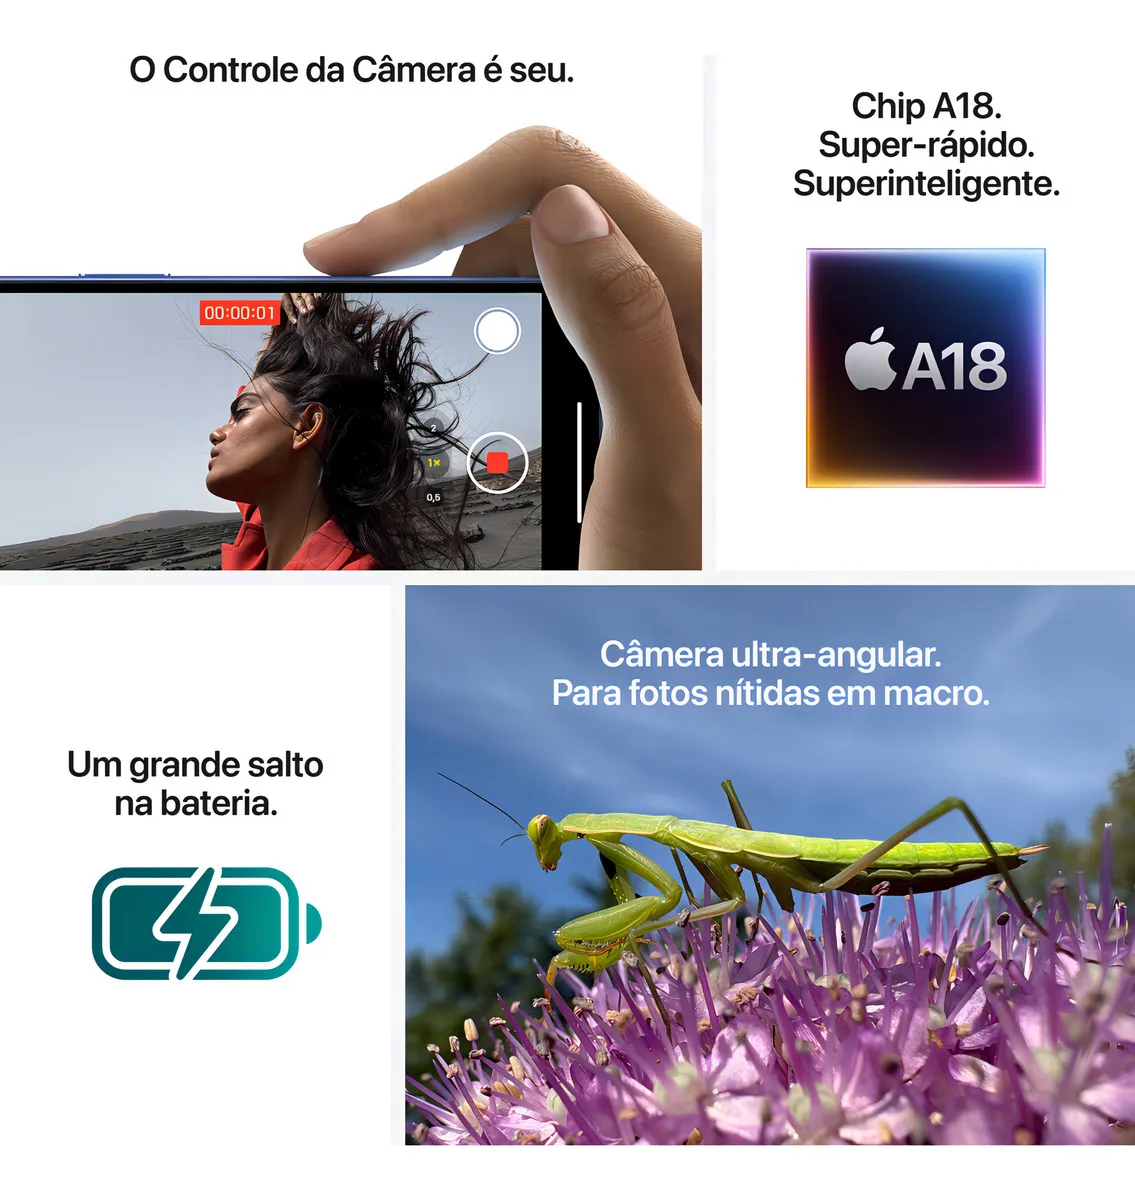 O Controle da Câmera é seu.
00:00:01
2
1×
0,5
Chip A18.
Super-rápido.
Superinteligente.
A18
Um grande salto
na bateria.
Câmera ultra-angular.
Para fotos nítidas em macro.